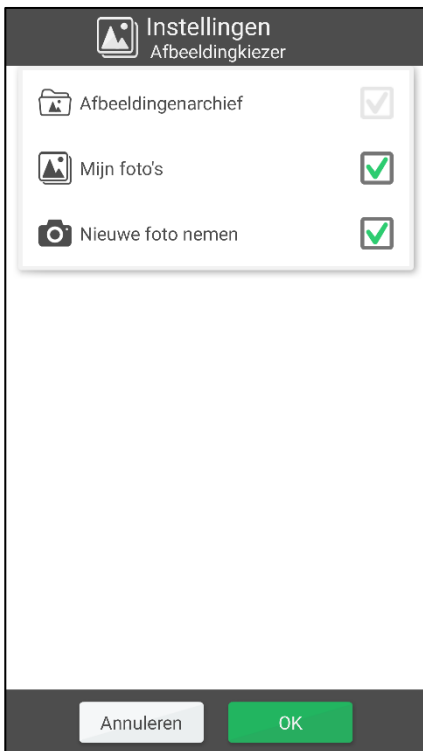 Instellingen
Afbeeldingkiezer
Afbeeldingenarchief
Mijn foto's
Nieuwe foto nemen
Annuleren
OK